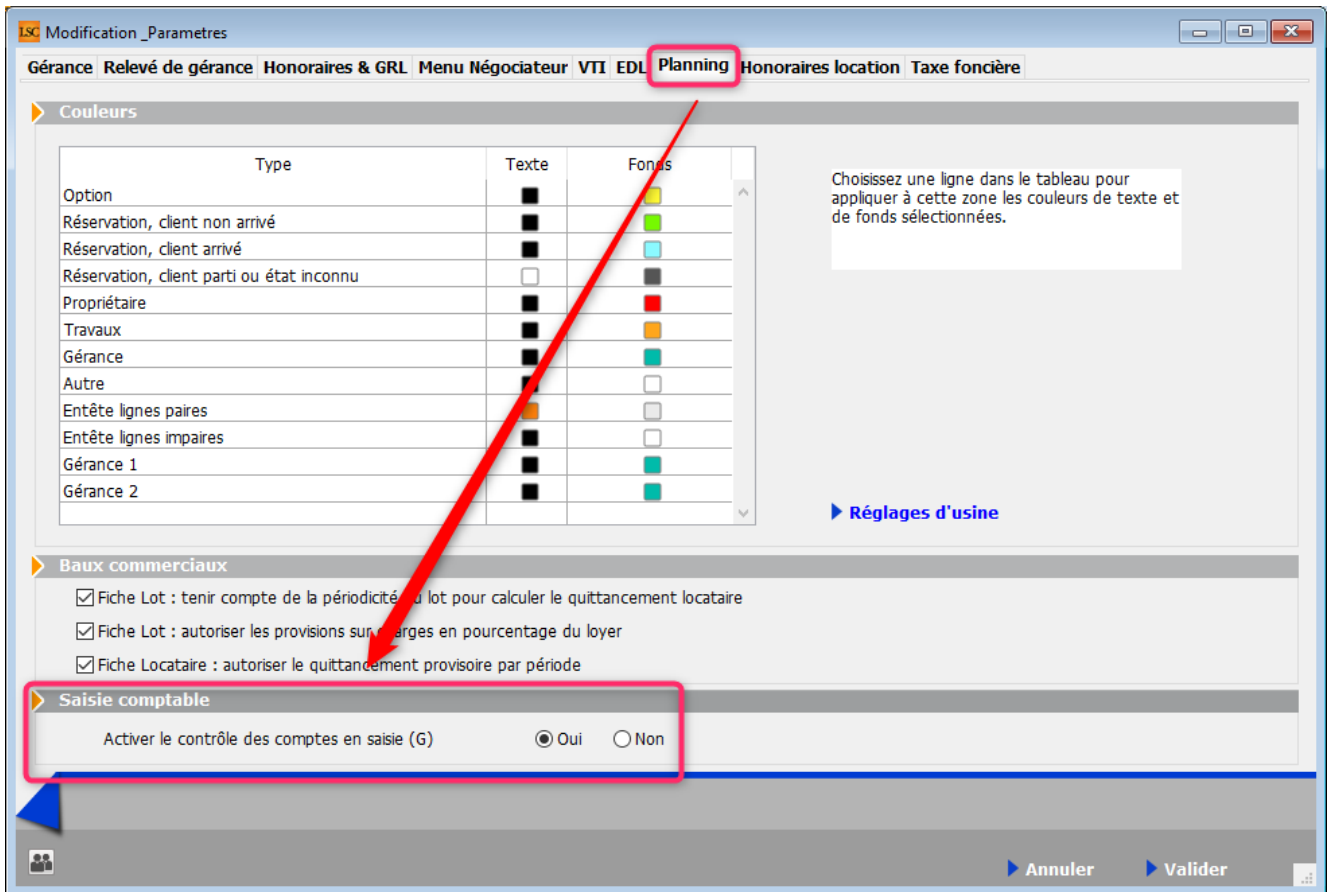 LSC Modification _Parametres
Gérance Relevé de gérance Honoraires & GRL Menu Négociateur VTI EDL Planning Honoraires location Taxe foncière
Couleurs
Type Texte Fonds
Option
Réservation, client non arrivé
Réservation, client arrivé
Réservation, client parti ou état inconnu
Propriétaire
Travaux
Gérance
Autre
Entête lignes paires
Entête lignes impaires
Gérance 1
Gérance 2
Choisissez une ligne dans le tableau pour
appliquer à cette zone les couleurs de texte et
de fonds sélectionnées.
Réglages d'usine
Baux commerciaux
Fiche Lot : tenir compte de la périodicité du lot pour calculer le quittancement locataire
Fiche Lot : autoriser les provisions sur charges en pourcentage du loyer
Fiche Locataire : autoriser le quittancement provisoire par période
Saisie comptable
Activer le contrôle des comptes en saisie (G) Oui Non
Annuler Valider